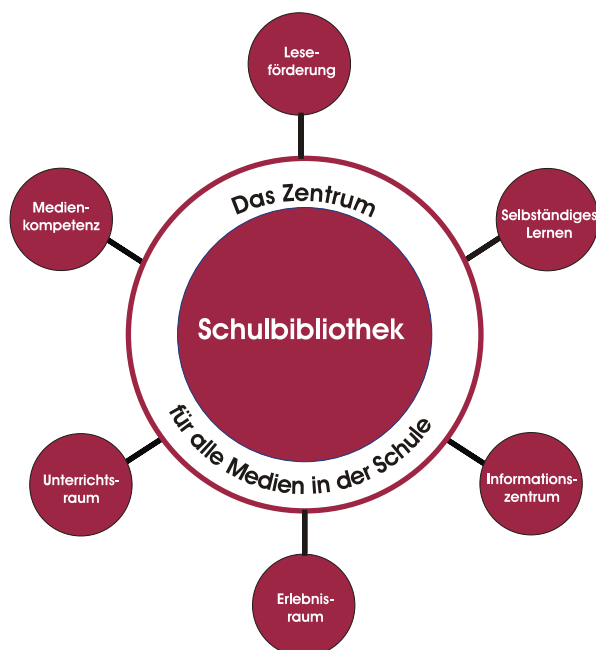 Lese-
förderung
Medien-
kompetenz
Selbständiges
Lernen
Das Zentrum
Schulbibliothek
für alle Medien in der Schule
Unterrichts-
raum
Informations-
zentrum
Erlebnis-
raum